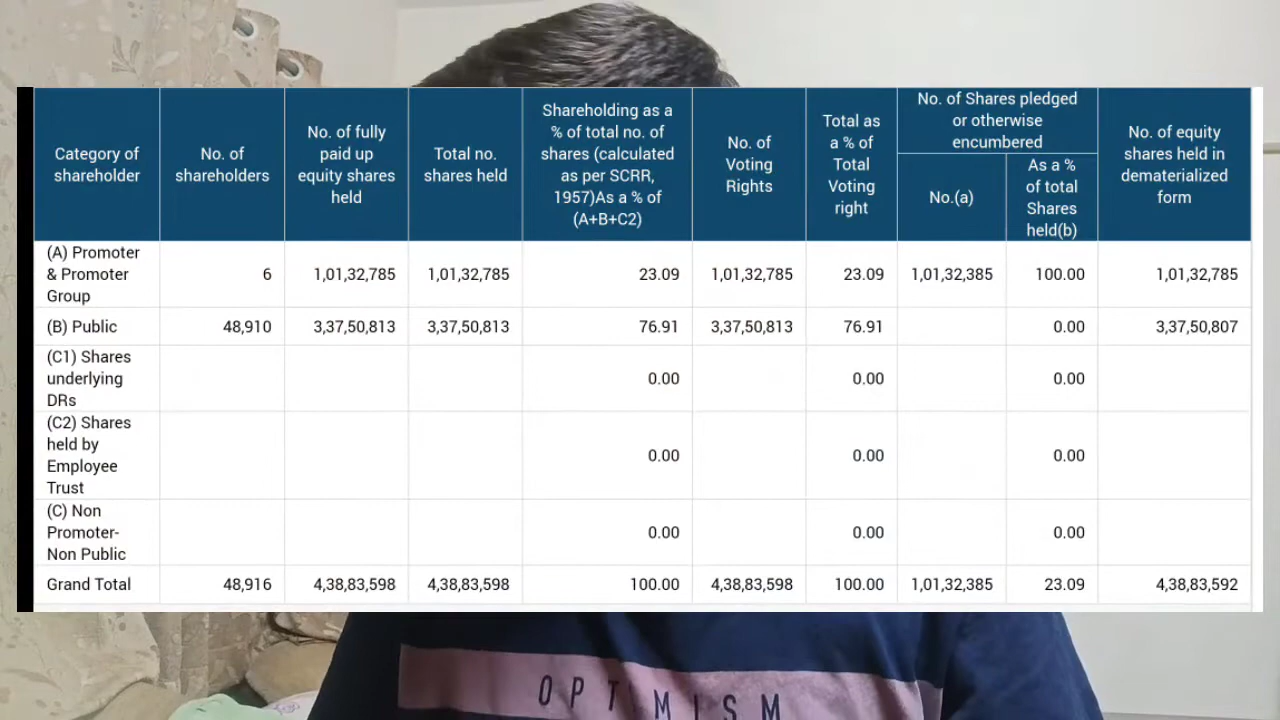 Category of shareholder
No. of shareholders
No. of fully paid up equity shares held
Total no. shares held
Shareholding as a % of total no. of shares (calculated as per SCRR, 1957)As a % of (A+B+C2)
No. of Voting Rights
Total as a % of Total Voting right
No. of Shares pledged or otherwise encumbered
No.(a)
As a % of total Shares held(b)
No. of equity shares held in dematerialized form
(A) Promoter & Promoter Group 6 1,01,32,785 1,01,32,785 23.09 1,01,32,785 23.09 1,01,32,385 100.00 1,01,32,785
(B) Public 48,910 3,37,50,813 3,37,50,813 76.91 3,37,50,813 76.91 0.00 3,37,50,807
(C1) Shares underlying DRs 0.00 0.00 0.00
(C2) Shares held by Employee Trust 0.00 0.00 0.00
(C) Non Promoter-Non Public 0.00 0.00 0.00
Grand Total 48,916 4,38,83,598 4,38,83,598 100.00 4,38,83,598 100.00 1,01,32,385 23.09 4,38,83,592
OPTIMISM